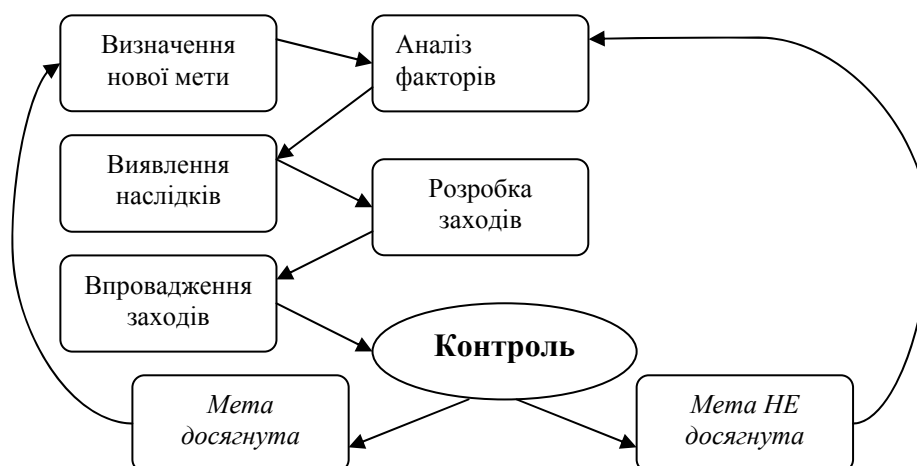 Визначення
нової мети
Аналіз
факторів
Виявлення
наслідків
Розробка
заходів
Впровадження
заходів
Контроль
Мета
досягнута
Мета НЕ
досягнута